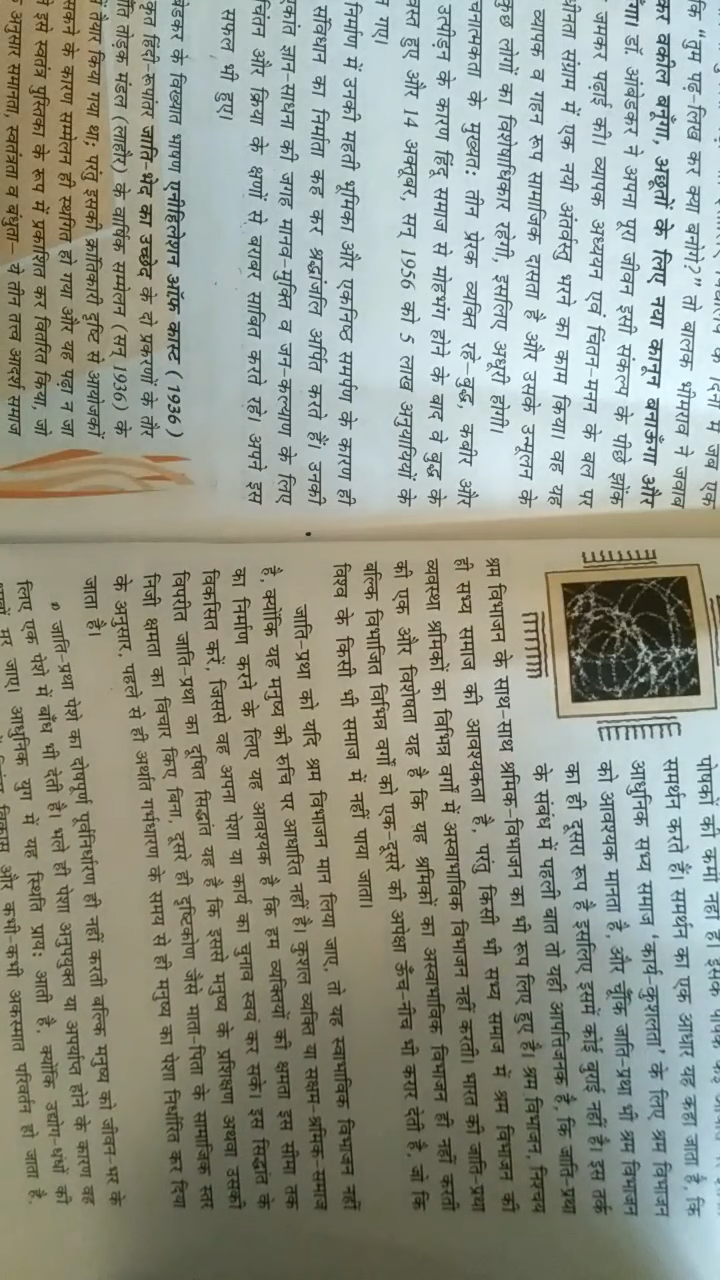 कि "तुम पढ़-लिख कर क्या बनोगे?" तो बालक भीमराव ने जवाब
वकील बनूँगा, अछूतों के लिए नया कानून बनाऊँगा और
डॉ. आंबेडकर ने अपना पूरा जीवन इसी संकल्प के पीछे झोंक
जमकर पढ़ाई की। व्यापक अध्ययन एवं चिंतन-मनन के बल पर
संग्राम में एक नयी अंतर्वस्तु भरने का काम किया। वह यह
व्यापक व गहन रूप सामाजिक दासता है और उसके उन्मूलन के
कुछ लोगों का विशेषाधिकार रहेगी, इसलिए अधूरी होगी।
के मुख्यतः तीन प्रेरक व्यक्ति रहे–बुद्ध, कबीर और
उत्पीड़न के कारण हिंदू समाज से मोहभंग होने के बाद वे बुद्ध के
हुए और 14 अक्तूबर, सन् 1956 को 5 लाख अनुयायियों के
गए।
निर्माण में उनकी महती भूमिका और एकनिष्ठ समर्पण के कारण ही
संविधान का निर्माता कह कर श्रद्धांजलि अर्पित करते हैं। उनकी
ज्ञान-साधना की जगह मानव-मुक्ति व जन-कल्याण के लिए
चिंतन और क्रिया के क्षणों से बराबर साबित करते रहे। अपने इस
सफल भी हुए।
के विख्यात भाषण एनीहिलेशन ऑफ़ कास्ट ( 1936 )
हिंदी-रूपांतर जाति-भेद का उच्छेद के दो प्रकरणों के तौर
तोड़क मंडल (लाहौर) के वार्षिक सम्मेलन (सन् 1936) के
तैयार किया गया था; परंतु इसकी क्रांतिकारी दृष्टि से आयोजकों
सकने के कारण सम्मेलन ही स्थगित हो गया और यह पढ़ा न जा
इसे स्वतंत्र पुस्तिका के रूप में प्रकाशित कर वितरित किया, जो
अनुसार समानता, स्वतंत्रता व बंधुता– ये तीन तत्त्व आदर्श समाज
पोषकों की कमी नहीं है। इसके पोषक कई
समर्थन करते हैं। समर्थन का एक आधार यह कहा जाता है, कि
आधुनिक सभ्य समाज 'कार्य-कुशलता' के लिए श्रम विभाजन
को आवश्यक मानता है, और चूँकि जाति-प्रथा भी श्रम विभाजन
का ही दूसरा रूप है इसलिए इसमें कोई बुराई नहीं है। इस तर्क
के संबंध में पहली बात तो यही आपत्तिजनक है, कि जाति-प्रथा
श्रम विभाजन के साथ-साथ श्रमिक-विभाजन का भी रूप लिए हुए है। श्रम विभाजन, निश्चय
ही सभ्य समाज की आवश्यकता है, परंतु किसी भी सभ्य समाज में श्रम विभाजन की
व्यवस्था श्रमिकों का विभिन्न वर्गों में अस्वाभाविक विभाजन नहीं करती। भारत की जाति-प्रथा
की एक और विशेषता यह है कि यह श्रमिकों का अस्वाभाविक विभाजन ही नहीं करती
बल्कि विभाजित विभिन्न वर्गों को एक-दूसरे की अपेक्षा ऊँच-नीच भी करार देती है, जो कि
विश्व के किसी भी समाज में नहीं पाया जाता।
जाति-प्रथा को यदि श्रम विभाजन मान लिया जाए, तो यह स्वाभाविक विभाजन नहीं
है, क्योंकि यह मनुष्य की रुचि पर आधारित नहीं है। कुशल व्यक्ति या सक्षम-श्रमिक-समाज
का निर्माण करने के लिए यह आवश्यक है कि हम व्यक्तियों की क्षमता इस सीमा तक
विकसित करें, जिससे वह अपना पेशा या कार्य का चुनाव स्वयं कर सके। इस सिद्धांत के
विपरीत जाति-प्रथा का दूषित सिद्धांत यह है कि इससे मनुष्य के प्रशिक्षण अथवा उसकी
निजी क्षमता का विचार किए बिना, दूसरे ही दृष्टिकोण जैसे माता-पिता के सामाजिक स्तर
के अनुसार, पहले से ही अर्थात गर्भधारण के समय से ही मनुष्य का पेशा निर्धारित कर दिया
जाता है।
जाति-प्रथा पेशे का दोषपूर्ण पूर्वनिर्धारण ही नहीं करती बल्कि मनुष्य को जीवन-भर के
लिए एक पेशे में बाँध भी देती है। भले ही पेशा अनुपयुक्त या अपर्याप्त होने के कारण वह
मर जाए। आधुनिक युग में यह स्थिति प्रायः आती है, क्योंकि उद्योग-धंधों की
विकास और कभी-कभी अकस्मात परिवर्तन हो जाता है,